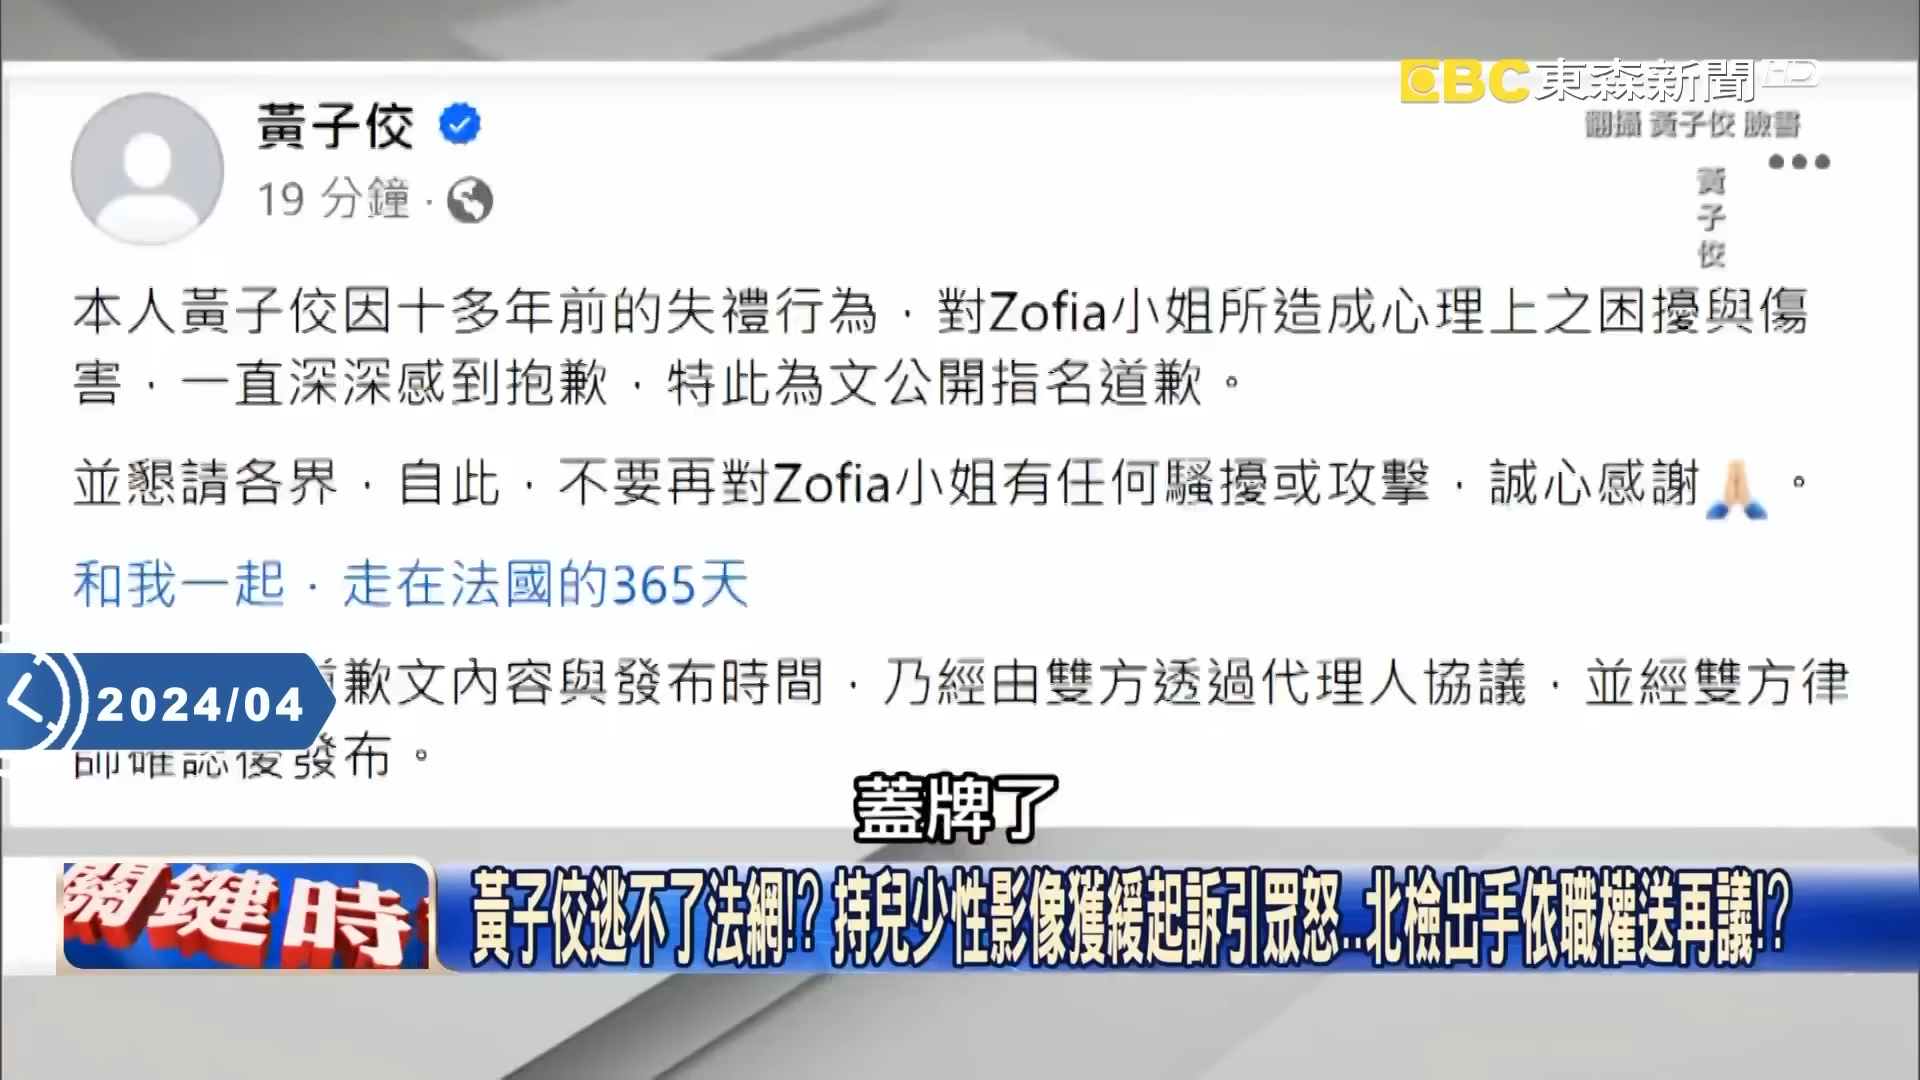 EBC 東森新聞 HD
翻攝 黃子佼 臉書
黃子佼
黃子佼
19 分鐘 ·
本人黃子佼因十多年前的失禮行為，對Zofia小姐所造成心理上之困擾與傷
害，一直深深感到抱歉，特此為文公開指名道歉。
並懇請各界，自此，不要再對Zofia小姐有任何騷擾或攻擊，誠心感謝🙏🏻。
和我一起，走在法國的365天
歉文內容與發布時間，乃經由雙方透過代理人協議，並經雙方律
師確認後發布。
2024/04
蓋牌了
關鍵時
黃子佼逃不了法網!? 持兒少性影像獲緩起訴引眾怒..北檢出手依職權送再議!?